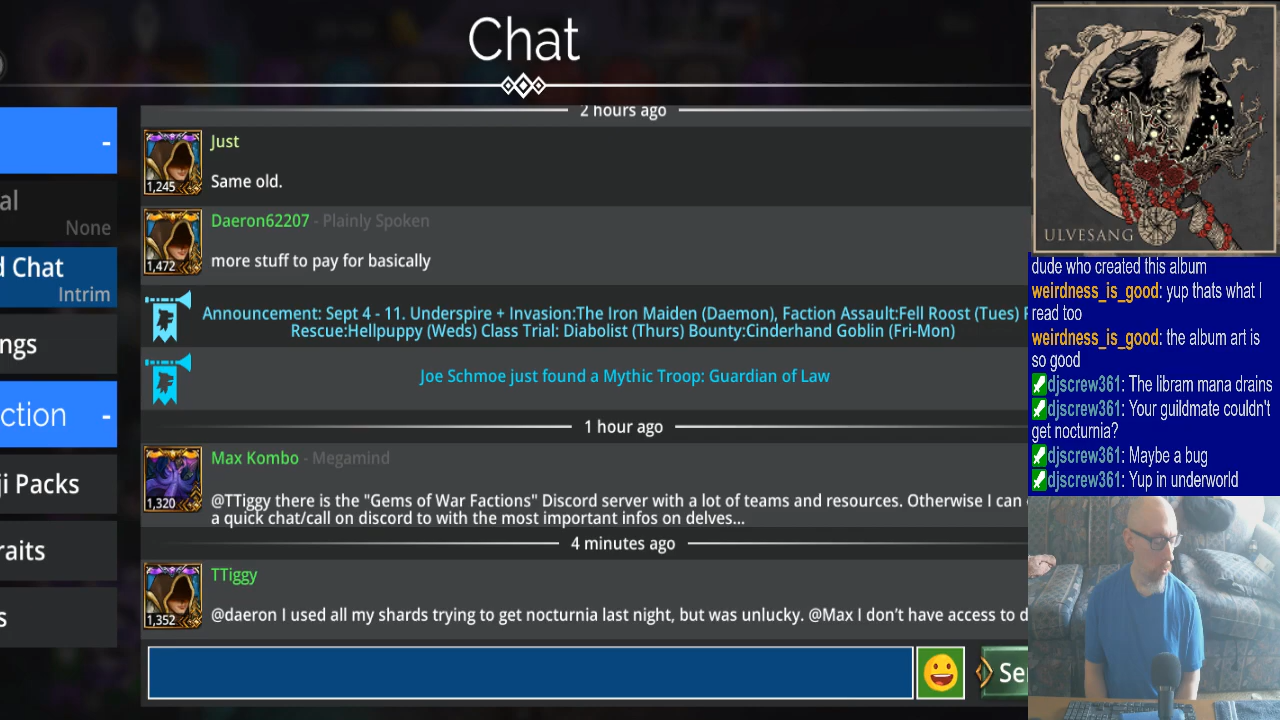 Chat
2 hours ago
Just
Same old.
1,245
Daeron62207 - Plainly Spoken
more stuff to pay for basically
1,472
Announcement: Sept 4 - 11. Underspire + Invasion:The Iron Maiden (Daemon), Faction Assault:Fell Roost (Tues)
Rescue:Hellpuppy (Weds) Class Trial: Diabolist (Thurs) Bounty:Cinderhand Goblin (Fri-Mon)
Joe Schmoe just found a Mythic Troop: Guardian of Law
1 hour ago
Max Kombo - Megamind
@TTiggy there is the "Gems of War Factions" Discord server with a lot of teams and resources. Otherwise I can
a quick chat/call on discord to with the most important infos on delves...
1,320
4 minutes ago
TTiggy
@daeron I used all my shards trying to get nocturnia last night, but was unlucky. @Max I don't have access to d
1,352
Se
-
al
None
d Chat
Intrim
ngs
ction -
ji Packs
raits
s
ULVESANG
dude who created this album
weirdness_is_good: yup thats what I
read too
weirdness_is_good: the album art is
so good
djscrew361: The libram mana drains
djscrew361: Your guildmate couldn't
get nocturnia?
djscrew361: Maybe a bug
djscrew361: Yup in underworld